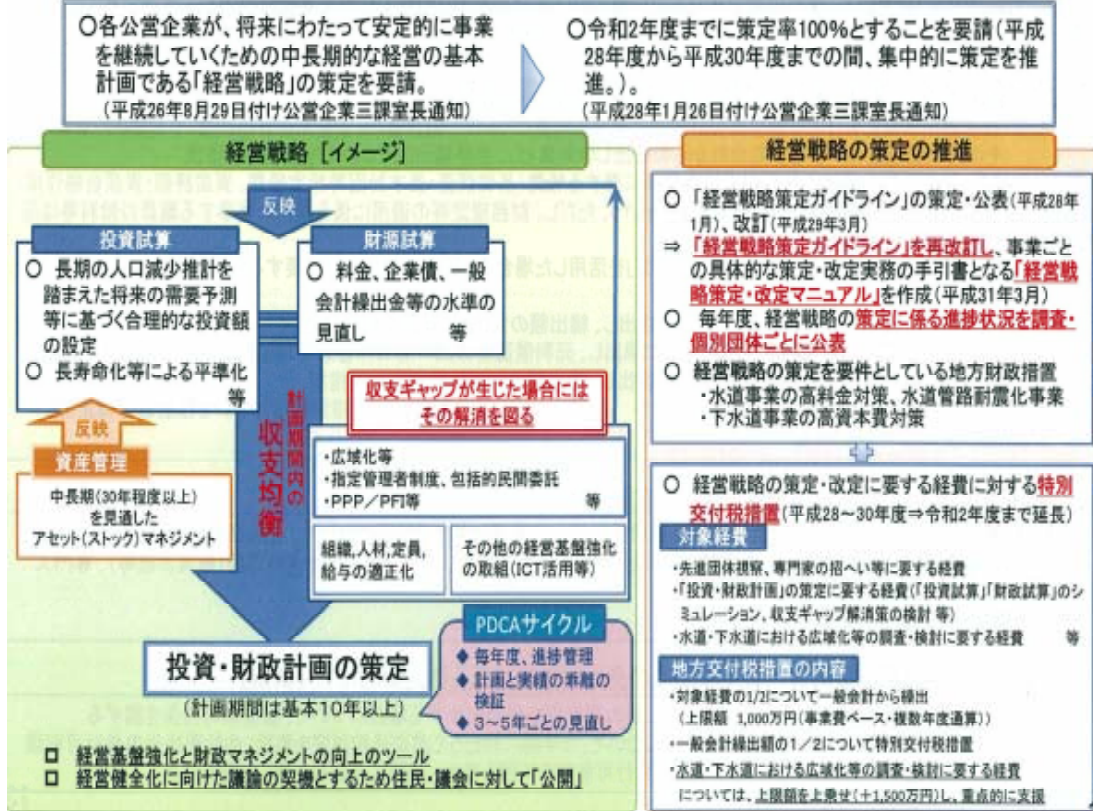 ○各公営企業が、将来にわたって安定的に事業
を継続していくための中長期的な経営の基本
計画である「経営戦略」の策定を要請。
(平成26年8月29日付け公営企業三課室長通知)
○令和2年度までに策定率100%とすることを要請(平成
28年度から平成30年度までの間、集中的に策定を推
進。)。
(平成28年1月26日付け公営企業三課室長通知)
経営戦略 [イメージ]
反映
投資試算
○ 長期の人口減少推計を
踏まえた将来の需要予測
等に基づく合理的な投資額
の設定
○ 長寿命化等による平準化
等
財源試算
○ 料金、企業債、一般
会計繰出金等の水準の
見直し 等
反映
資産管理
中長期(30年程度以上)
を見通した
アセット(ストック)マネジメント
計画期間内の
収支均衡
収支ギャップが生じた場合には
その解消を図る
・広域化等
・指定管理者制度、包括的民間委託
・PPP/PFI等 等
組織,人材,定員,
給与の適正化
その他の経営基盤強化
の取組(ICT活用等)
投資・財政計画の策定
(計画期間は基本10年以上)
PDCAサイクル
◆ 毎年度、進捗管理
◆ 計画と実績の乖離の
検証
◆ 3~5年ごとの見直し
□ 経営基盤強化と財政マネジメントの向上のツール
□ 経営健全化に向けた議論の契機とするため住民・議会に対して「公開」
経営戦略の策定の推進
○ 「経営戦略策定ガイドライン」の策定・公表(平成28年
1月)、改訂(平成29年3月)
⇒ 「経営戦略策定ガイドライン」を再改訂し、事業ごと
の具体的な策定・改定実務の手引書となる「経営戦
略策定・改定マニュアル」を作成(平成31年3月)
○ 毎年度、経営戦略の策定に係る進捗状況を調査・
個別団体ごとに公表
○ 経営戦略の策定を要件としている地方財政措置
・水道事業の高料金対策、水道管路耐震化事業
・下水道事業の高資本費対策
○ 経営戦略の策定・改定に要する経費に対する特別
交付税措置(平成28~30年度⇒令和2年度まで延長)
対象経費
・先進団体視察、専門家の招へい等に要する経費
・「投資・財政計画」の策定に要する経費(「投資試算」「財政試算」のシ
ミュレーション、収支ギャップ解消策の検討 等)
・水道・下水道における広域化等の調査・検討に要する経費 等
地方交付税措置の内容
・対象経費の1/2について一般会計から繰出
(上限額 1,000万円(事業費ベース・複数年度通算))
・一般会計繰出額の1/2について特別交付税措置
・水道・下水道における広域化等の調査・検討に要する経費
については、上限額を上乗せ(+1,500万円)し、重点的に支援